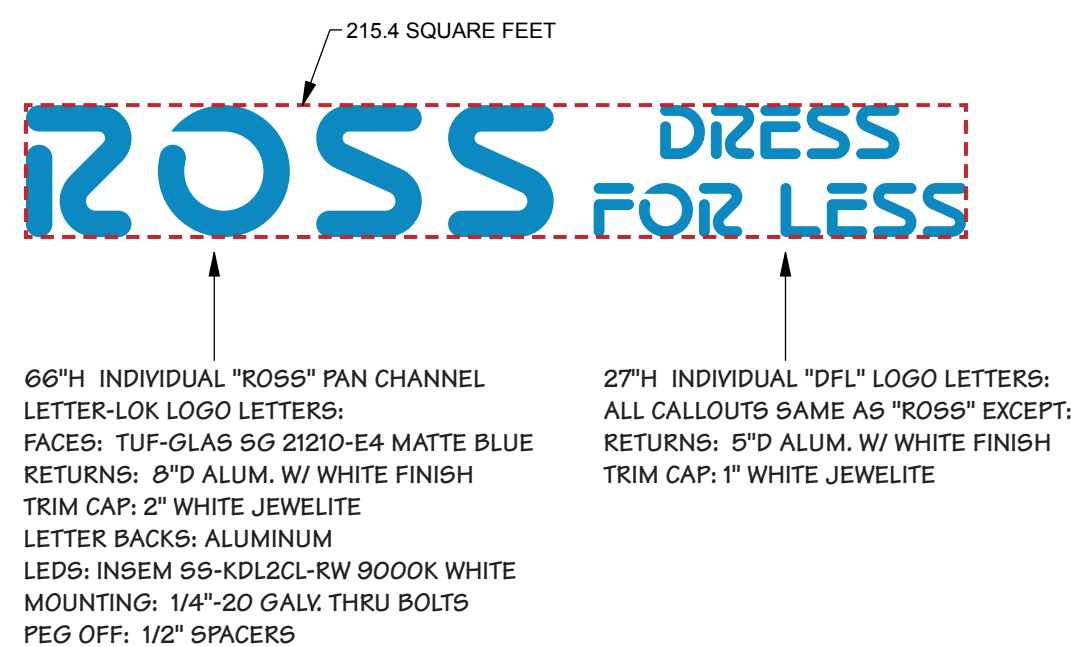 215.4 SQUARE FEET
ROSS
DRESS
FOR LESS
66"H INDIVIDUAL "ROSS" PAN CHANNEL
LETTER-LOK LOGO LETTERS:
FACES: TUF-GLAS SG 21210-E4 MATTE BLUE
RETURNS: 8"D ALUM. W/ WHITE FINISH
TRIM CAP: 2" WHITE JEWELITE
LETTER BACKS: ALUMINUM
LEDS: INSEM SS-KDL2CL-RW 9000K WHITE
MOUNTING: 1/4"-20 GALV. THRU BOLTS
PEG OFF: 1/2" SPACERS
27"H INDIVIDUAL "DFL" LOGO LETTERS:
ALL CALLOUTS SAME AS "ROSS" EXCEPT:
RETURNS: 5"D ALUM. W/ WHITE FINISH
TRIM CAP: 1" WHITE JEWELITE